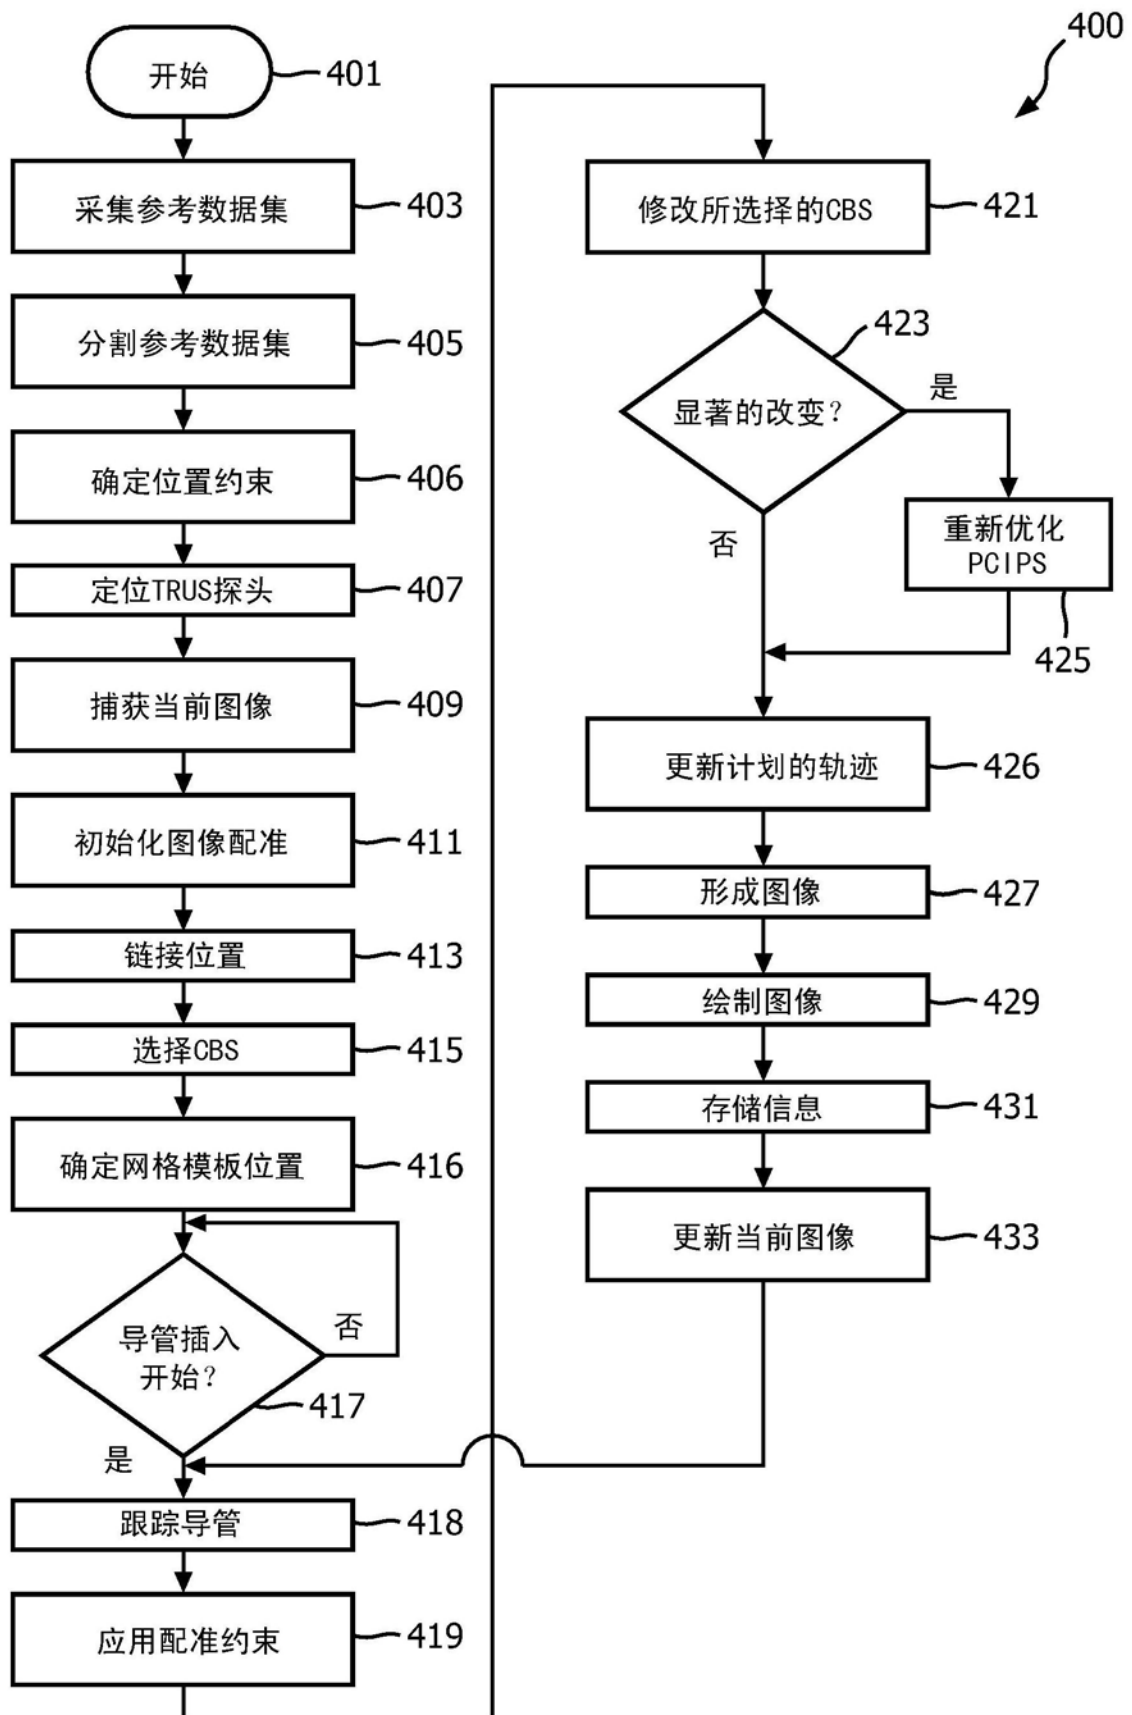 400
开始
401
采集参考数据集
403
分割参考数据集
405
确定位置约束
406
定位TRUS探头
407
捕获当前图像
409
初始化图像配准
411
链接位置
413
选择CBS
415
确定网格模板位置
416
导管插入
开始?
否
417
是
跟踪导管
418
应用配准约束
419
修改所选择的CBS
421
423
显著的改变?
是
否
重新优化
PCIPS
425
更新计划的轨迹
426
形成图像
427
绘制图像
429
存储信息
431
更新当前图像
433